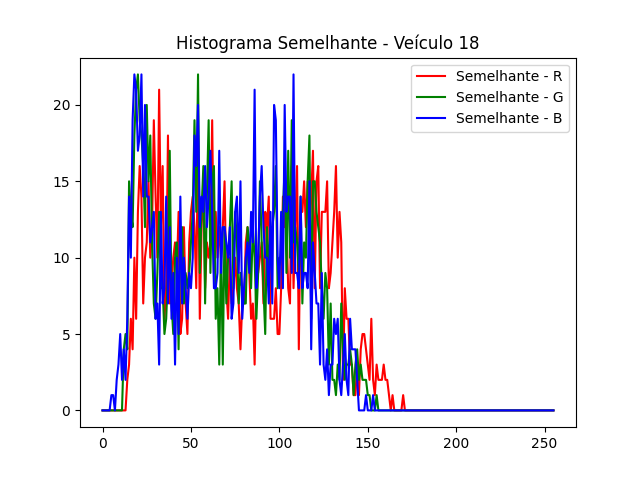 Histograma Semelhante - Veículo 18
Semelhante - R
Semelhante - G
Semelhante - B
20
15
10
5
0
0 50 100 150 200 250